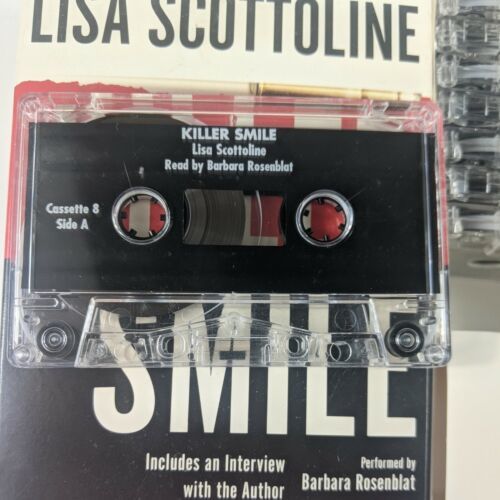 LISA SCOTTOLINE
KILLER SMILE
Lisa Scottoline
Read by Barbara Rosenblat
Cassette 8
Side A
SMILE
Includes an Interview
with the Author
Performed by
Barbara Rosenblat